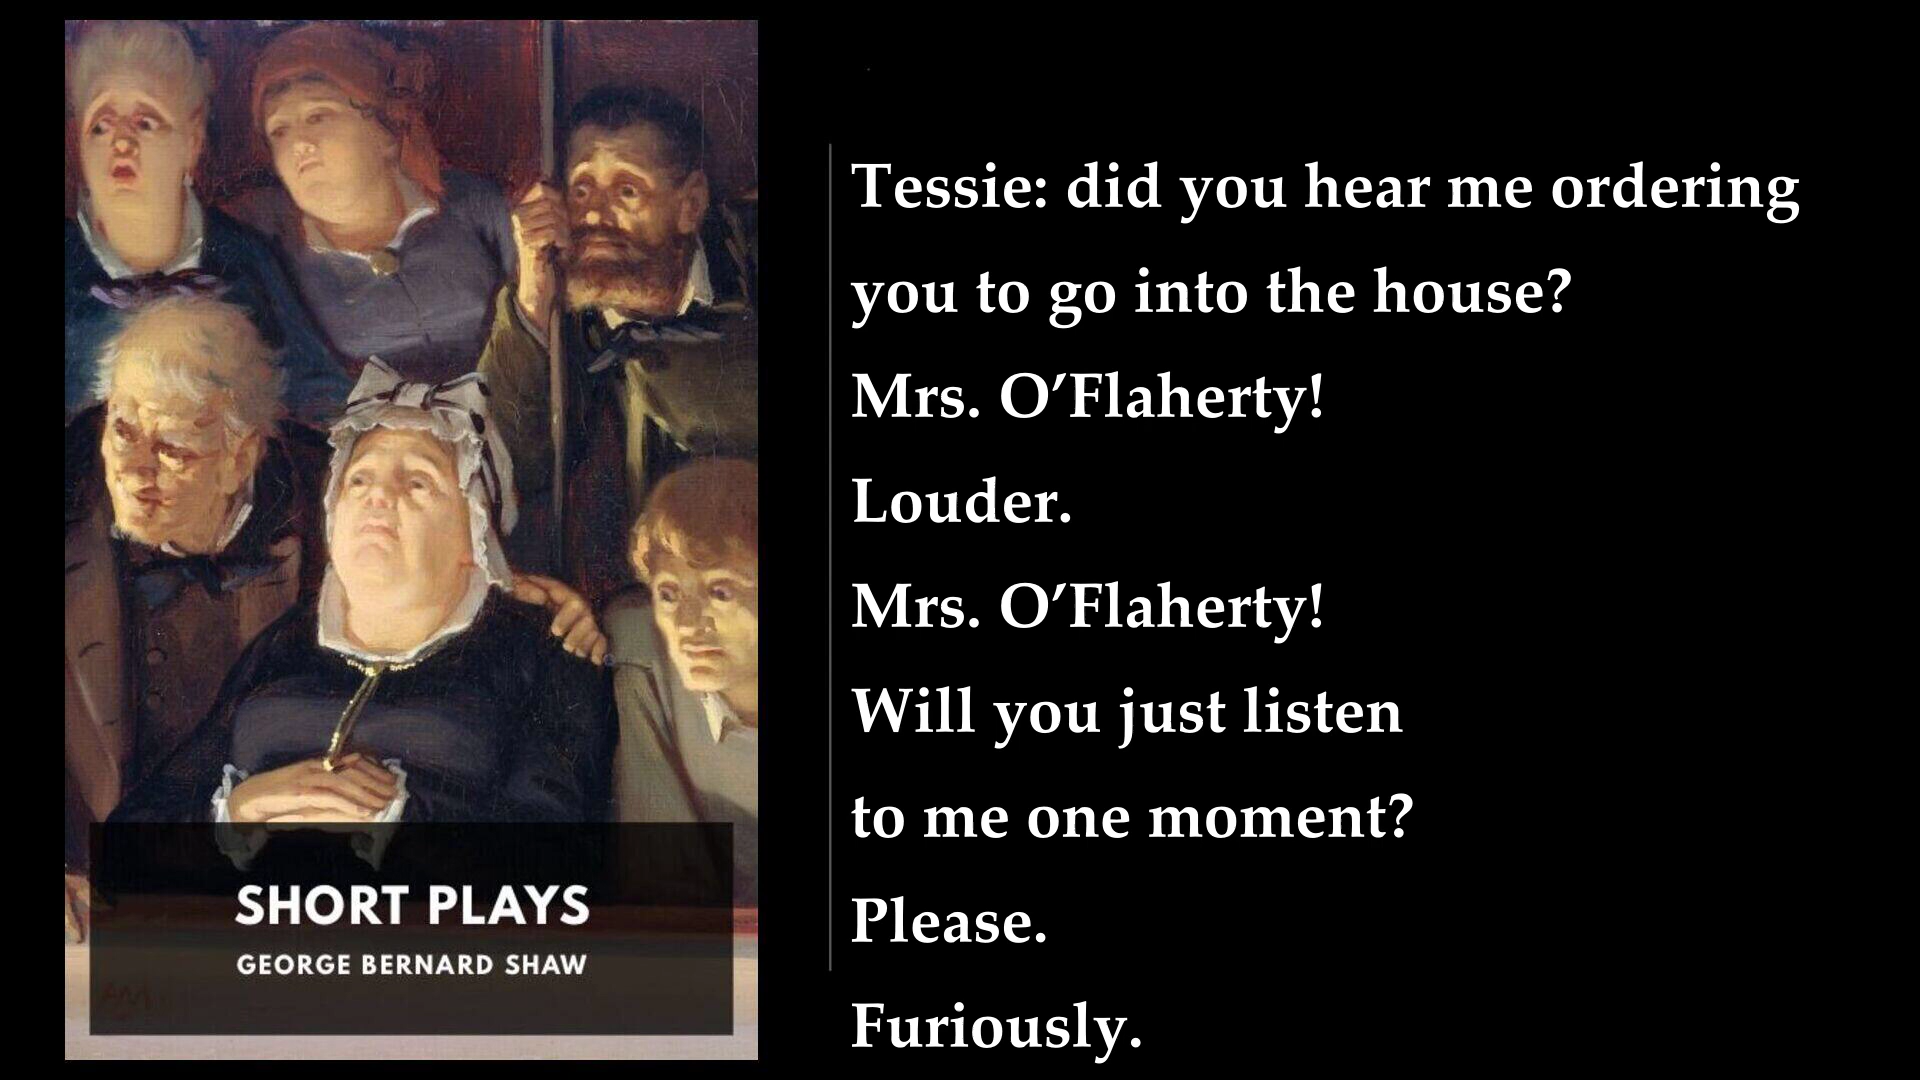 SHORT PLAYS
GEORGE BERNARD SHAW
Tessie: did you hear me ordering
you to go into the house?
Mrs. O’Flaherty!
Louder.
Mrs. O’Flaherty!
Will you just listen
to me one moment?
Please.
Furiously.